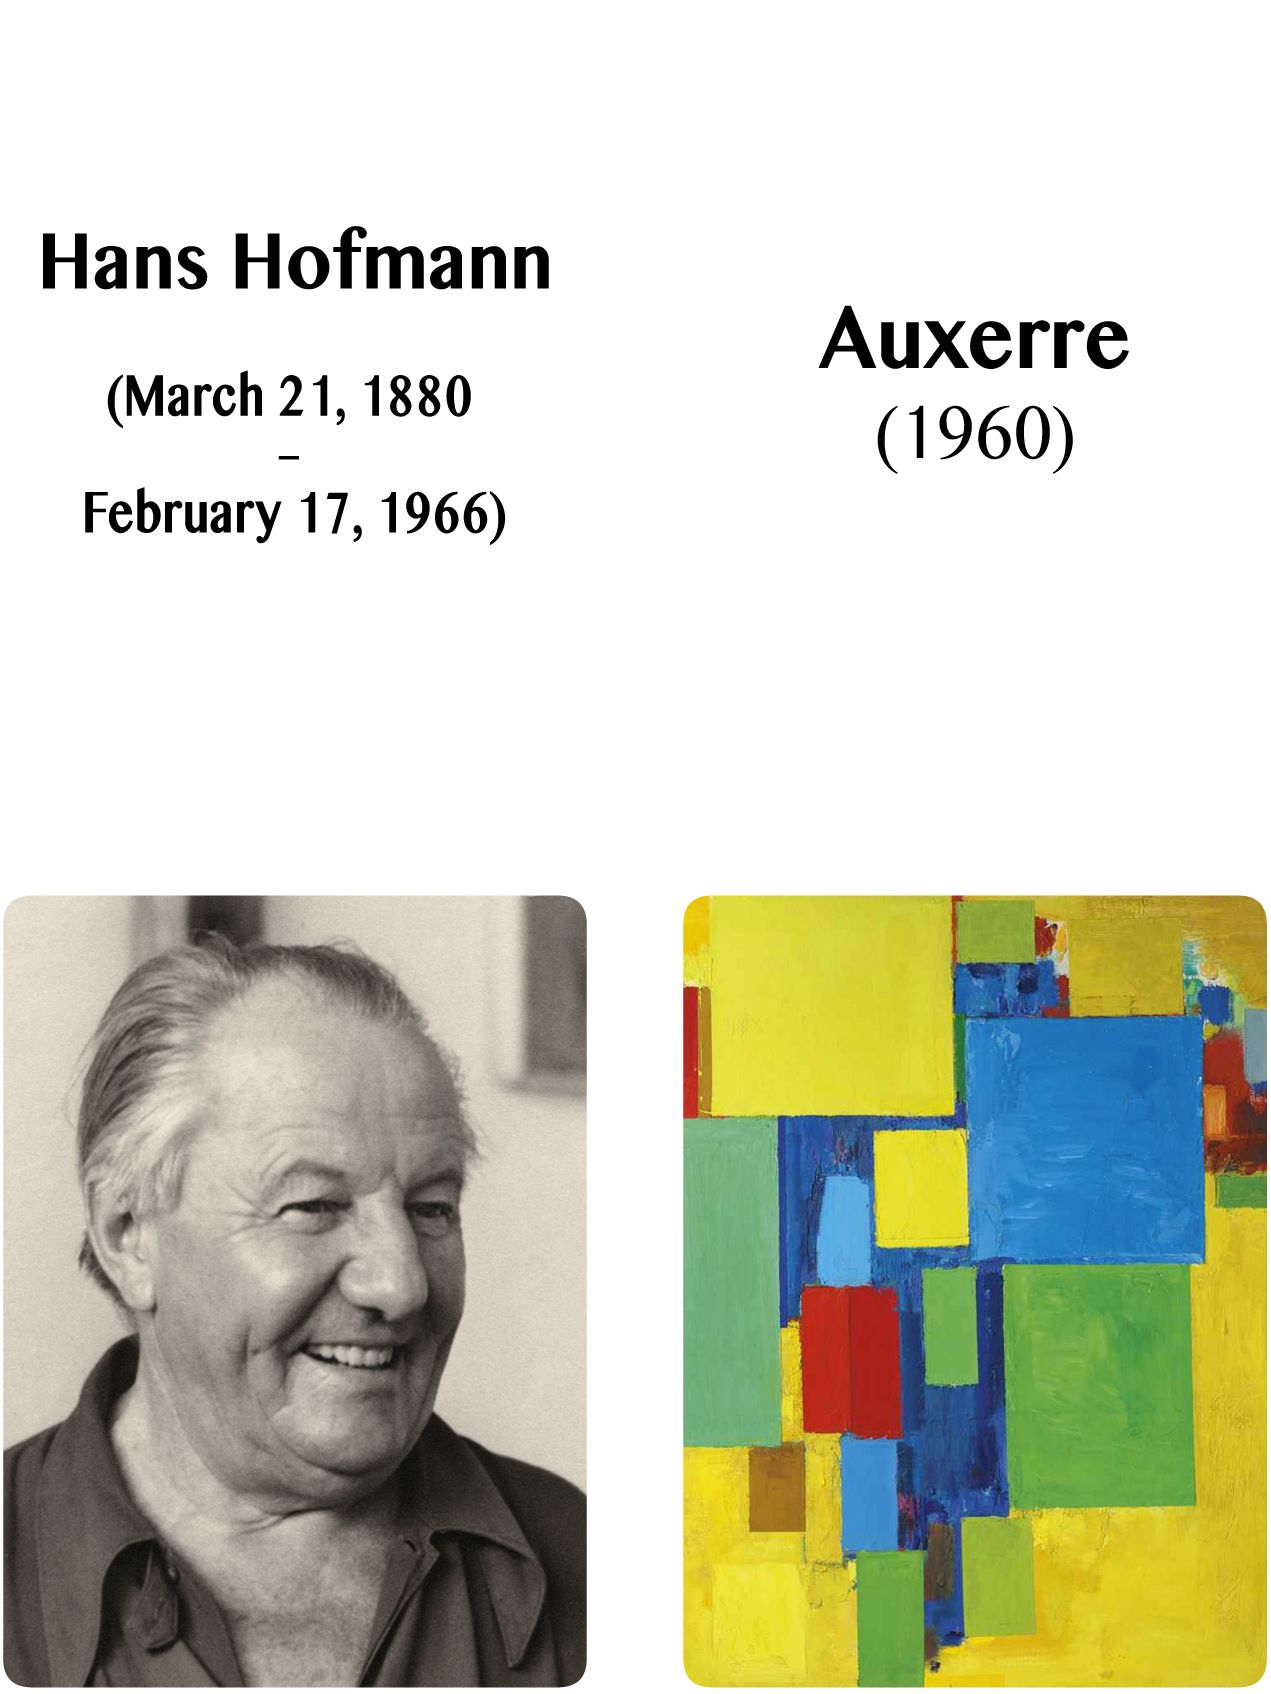 Hans Hofmann
(March 21, 1880
–
February 17, 1966)
Auxerre
(1960)